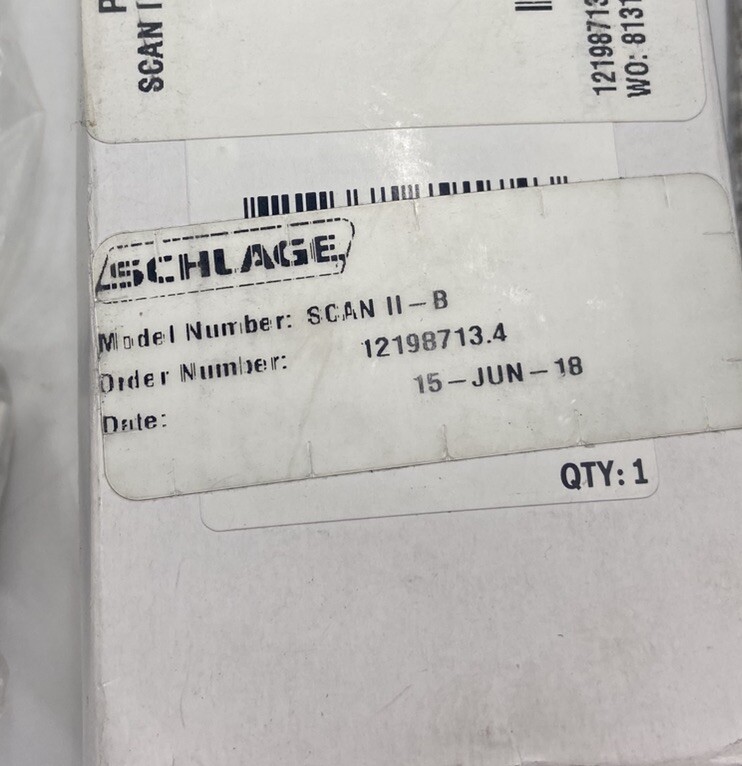 SCAN I
12198713
WO: 8131
SCHLAGE
Model Number: SCAN II-B
Order Number: 12198713.4
Date: 15-JUN-18
QTY: 1